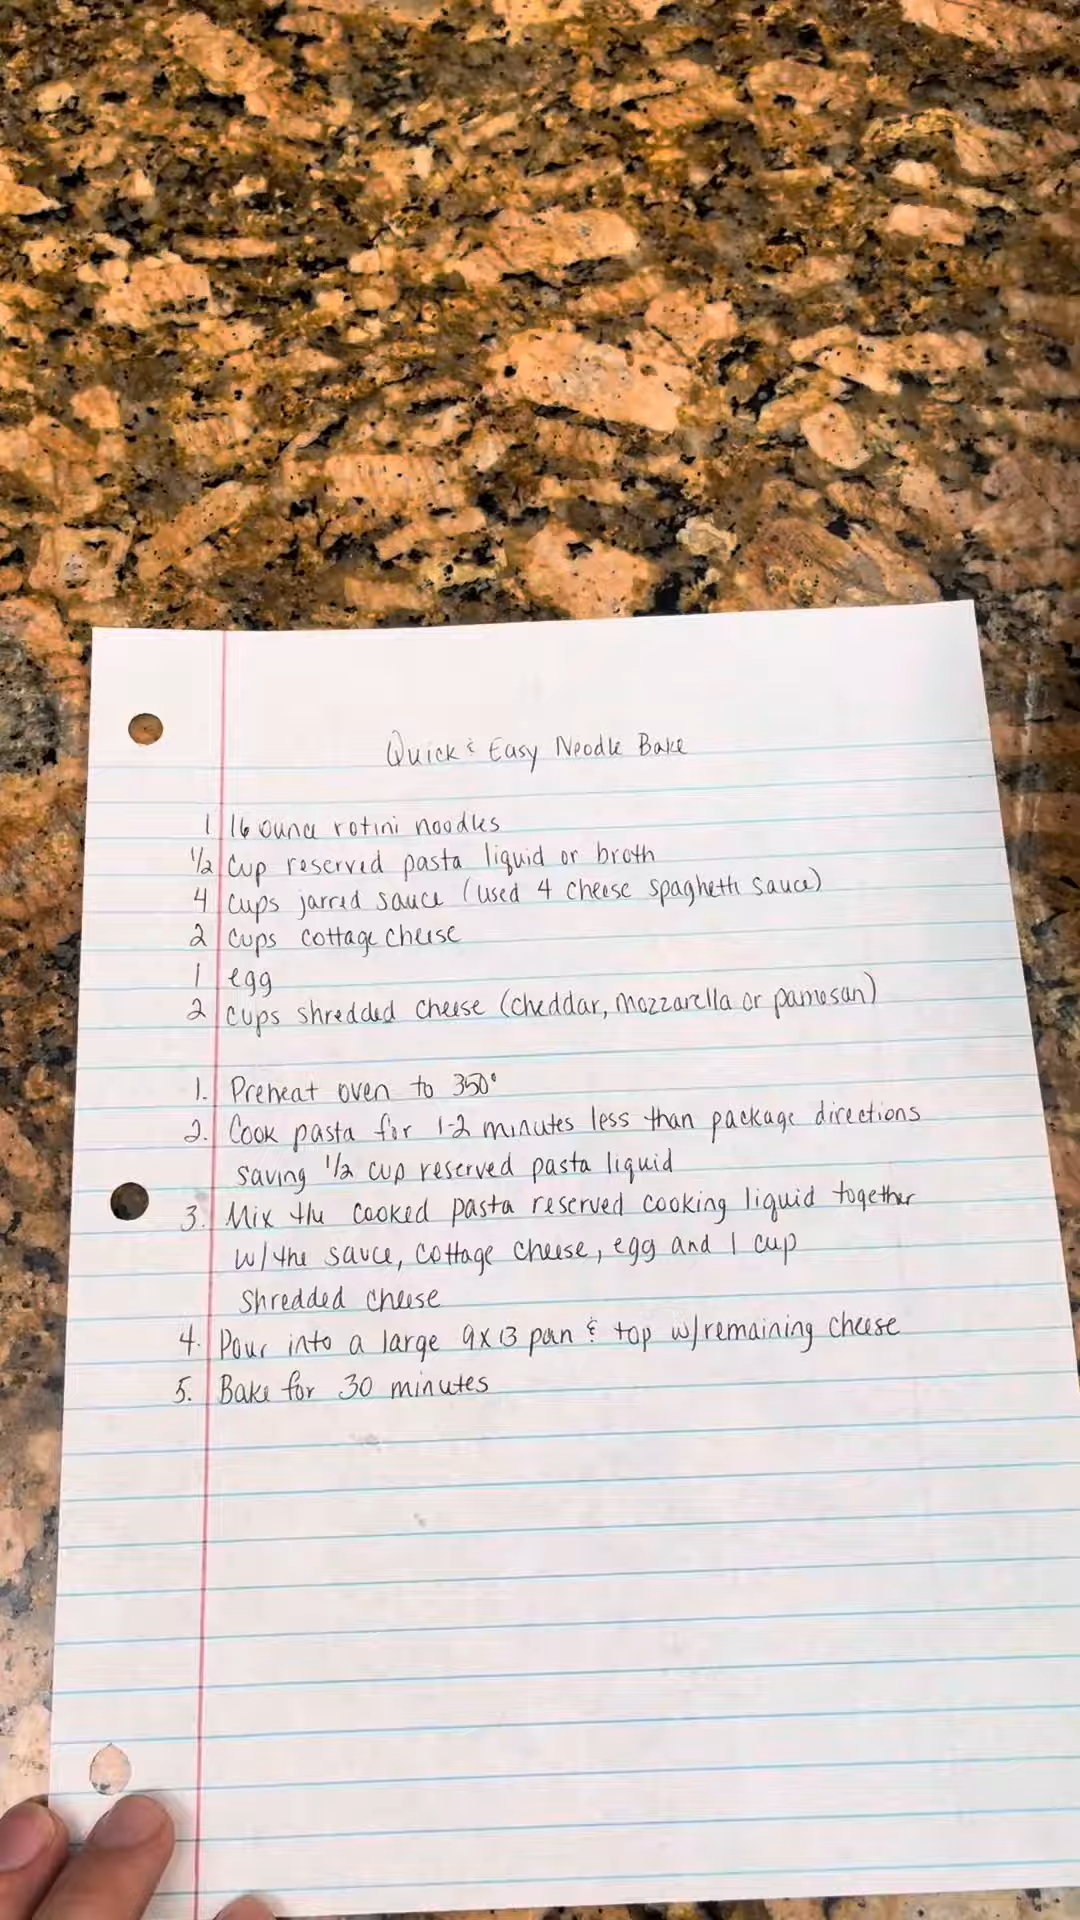 Quick & Easy Noodle Bake
1 16 ounce rotini noodles
1/2 cup reserved pasta liquid or broth
4 cups jarred sauce (used 4 cheese spaghetti sauce)
2 cups cottage cheese
1 egg
2 cups shredded cheese (cheddar, mozzarella or pamesan)
1. Preheat oven to 350°
2. Cook pasta for 1-2 minutes less than package directions
saving 1/2 cup reserved pasta liquid
3. Mix the cooked pasta reserved cooking liquid together
w/ the sauce, cottage cheese, egg and 1 cup
shredded cheese
4. Pour into a large 9x13 pan & top w/ remaining cheese
5. Bake for 30 minutes